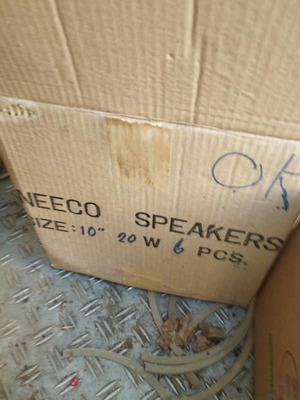 OK
NEECO SPEAKERS
SIZE: 10" 20 W 6 PCS.